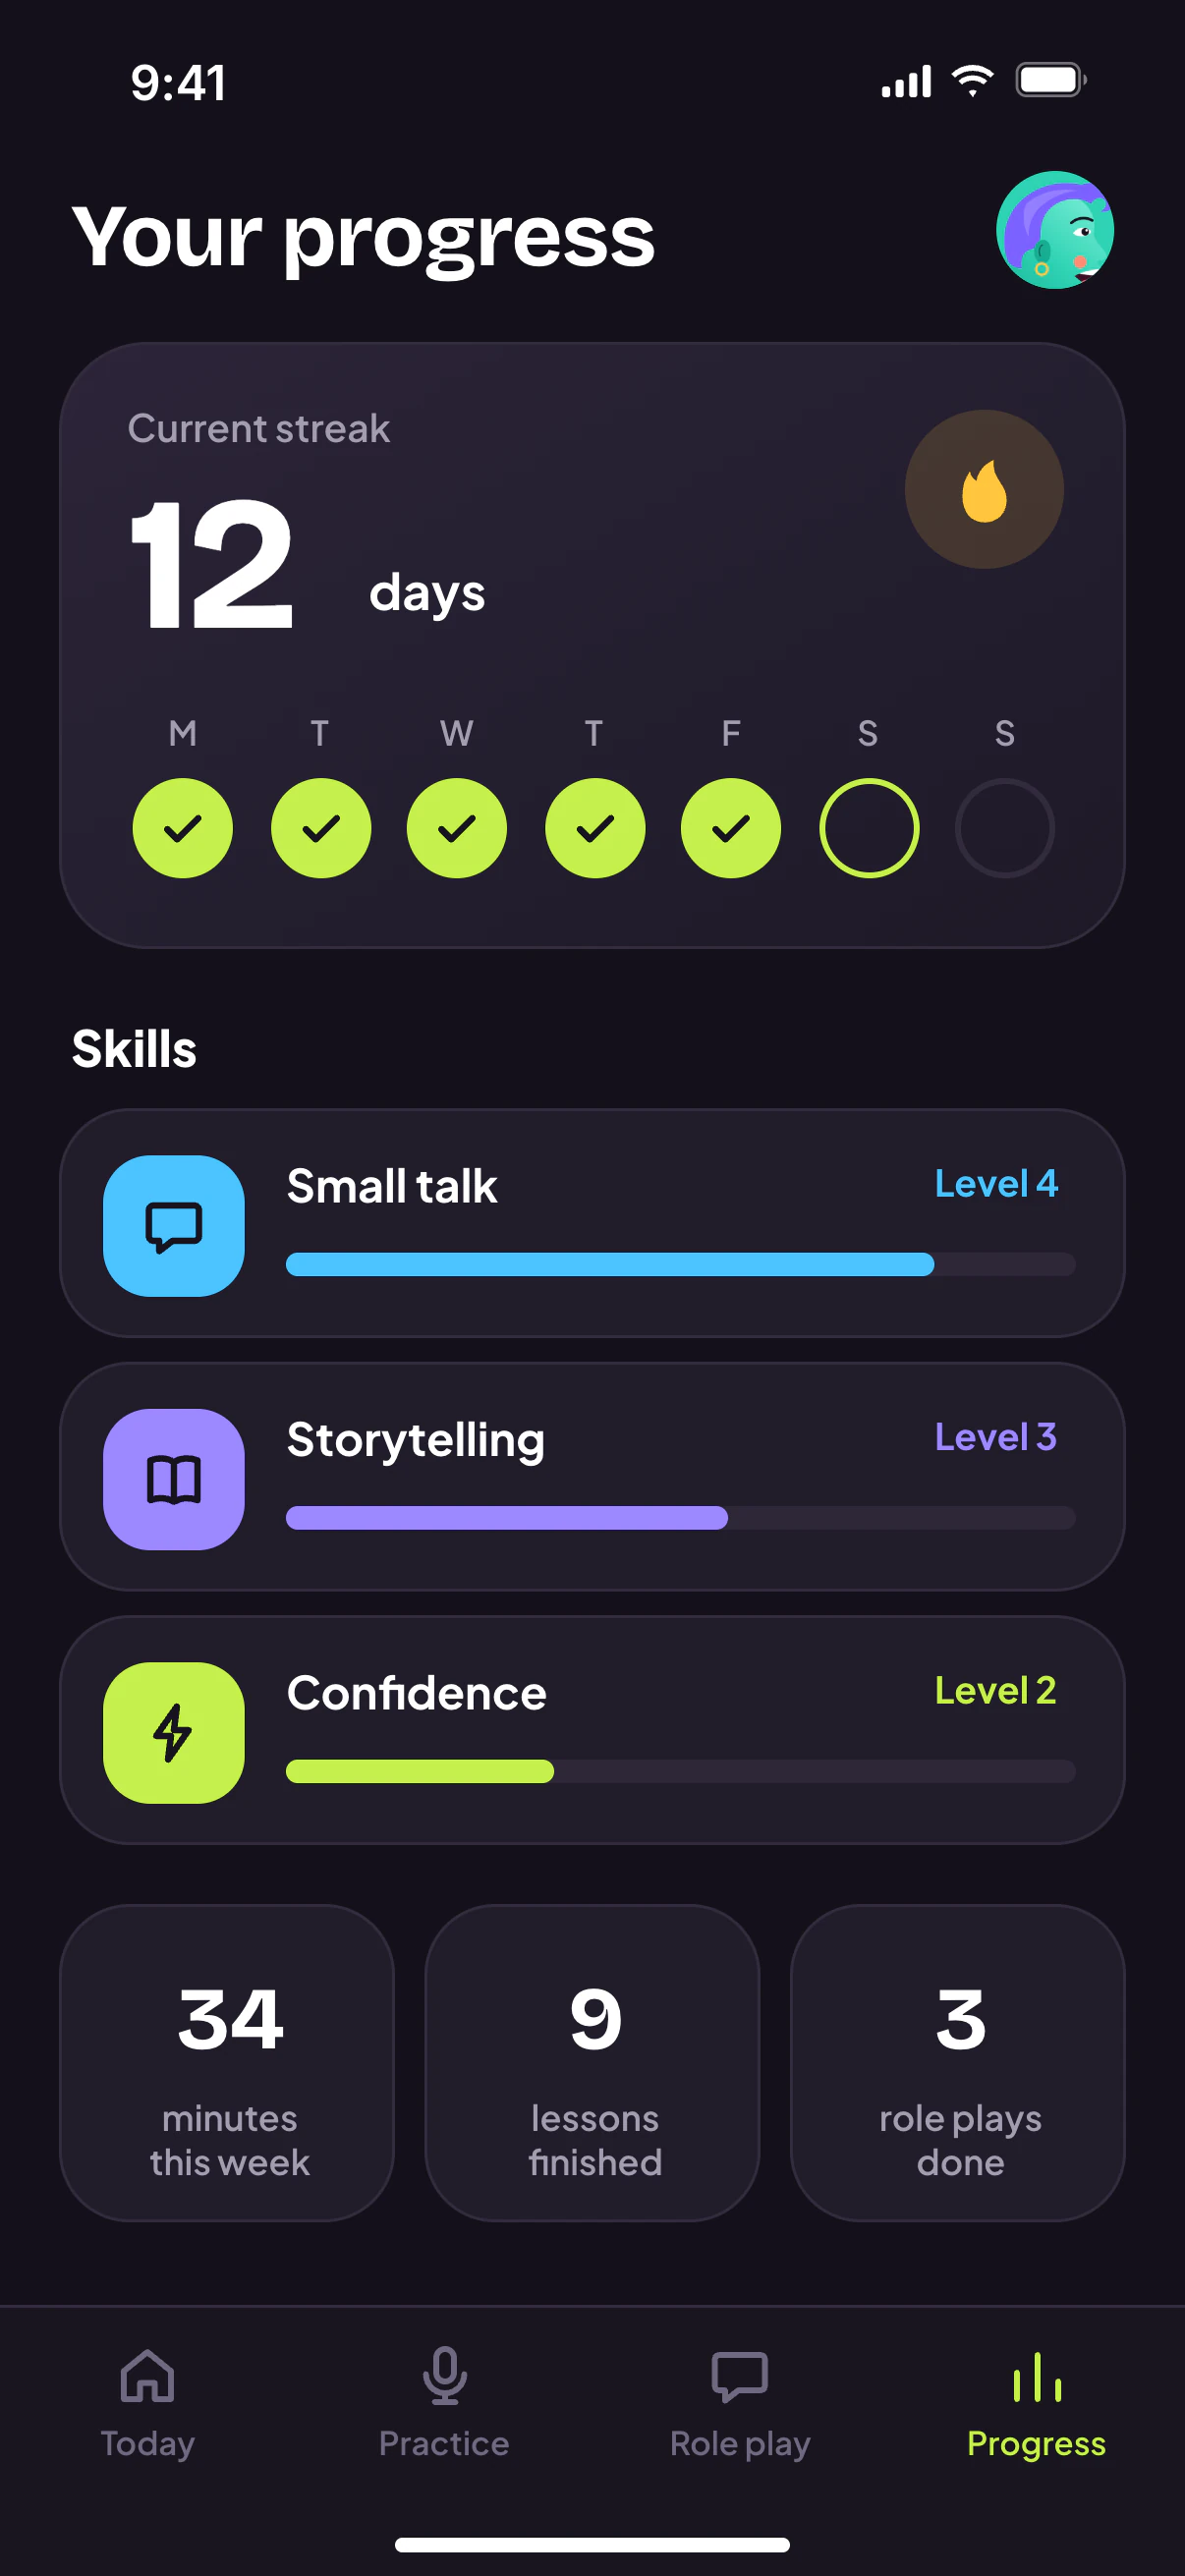 9:41
Your progress
Current streak
12 days
M T W T F S S
Skills
Small talk
Level 4
Storytelling
Level 3
Confidence
Level 2
34
minutes
this week
9
lessons
finished
3
role plays
done
Today
Practice
Role play
Progress